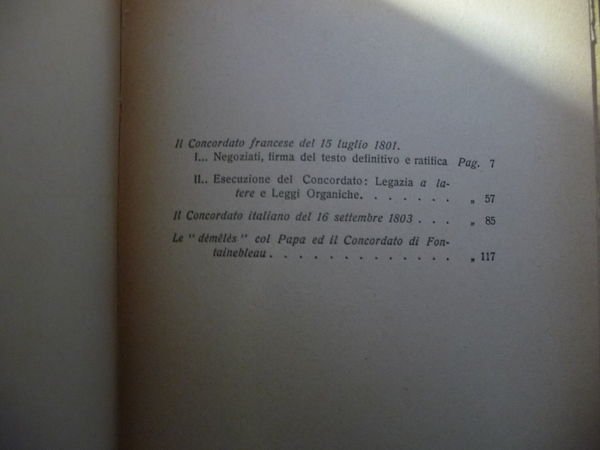 Il Concordato francese del 15 luglio 1801.
I... Negoziati, firma del testo definitivo e ratifica Pag. 7
II.. Esecuzione del Concordato: Legazia a la-
tere e Leggi Organiche. . . . . . . „ 57
Il Concordato italiano del 16 settembre 1803 . . . „ 85
Le "démêlés" col Papa ed il Concordato di Fon-
tainebleau . . . . . . . . . . . . . „ 117